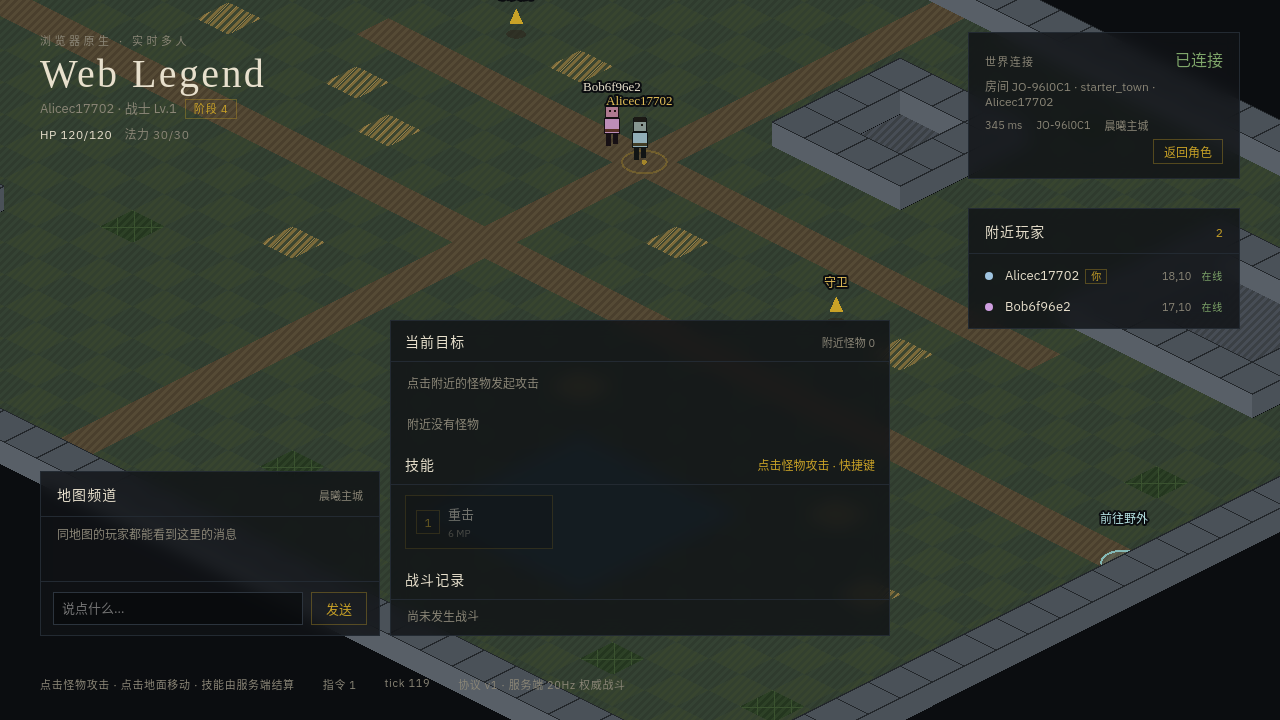 浏览器原生 · 实时多人
Web Legend
Alicec17702 · 战士 Lv.1 阶段 4
HP 120/120 法力 30/30
Bob6f96e2
Alicec17702
世界连接 已连接
房间 JO-96l0C1 · starter_town ·
Alicec17702
345 ms JO-96l0C1 晨曦主城
返回角色
附近玩家 2
Alicec17702 你 18,10 在线
Bob6f96e2 17,10 在线
守卫
当前目标 附近怪物 0
点击附近的怪物发起攻击
附近没有怪物
技能 点击怪物攻击 · 快捷键
1 重击
6 MP
战斗记录
尚未发生战斗
前往野外
地图频道 晨曦主城
同地图的玩家都能看到这里的消息
说点什么... 发送
点击怪物攻击 · 点击地面移动 · 技能由服务端结算 指令 1 tick 119 协议 v1 · 服务端 20Hz 权威战斗